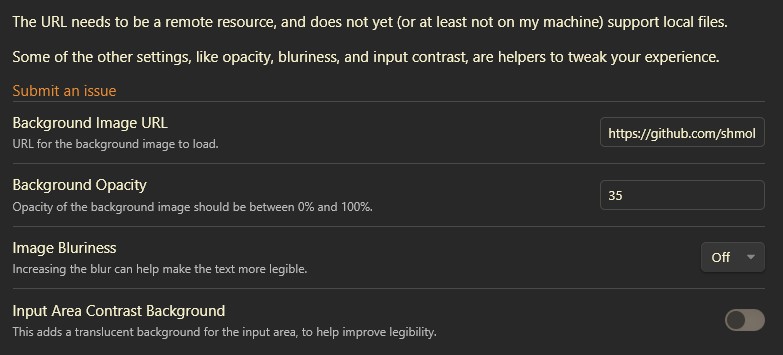 The URL needs to be a remote resource, and does not yet (or at least not on my machine) support local files.
Some of the other settings, like opacity, bluriness, and input contrast, are helpers to tweak your experience.
Submit an issue
Background Image URL
https://github.com/shmol
URL for the background image to load.
Background Opacity
35
Opacity of the background image should be between 0% and 100%.
Image Bluriness
Off
Increasing the blur can help make the text more legible.
Input Area Contrast Background
This adds a translucent background for the input area, to help improve legibility.